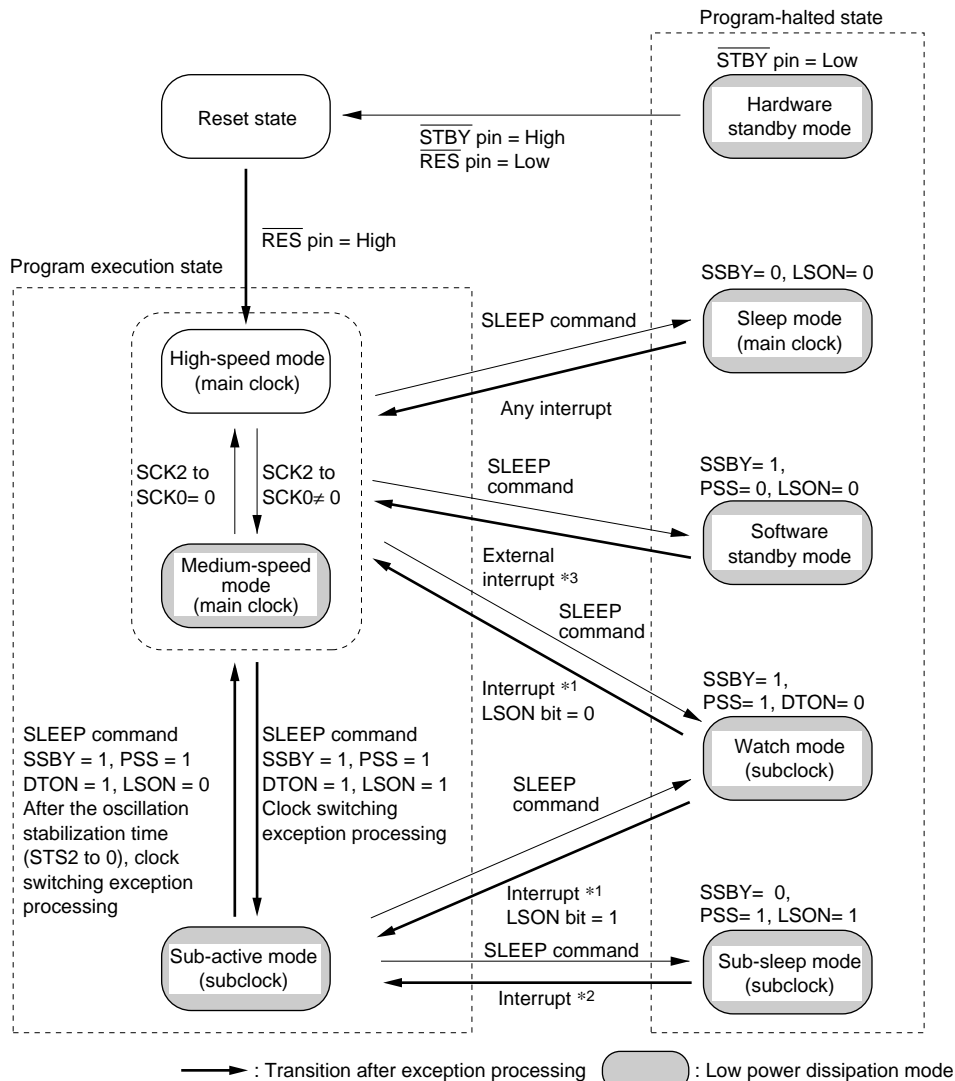 Program-halted state
STBY pin = Low
Hardware
standby mode
Reset state
STBY pin = High
RES pin = Low
RES pin = High
Program execution state
SSBY= 0, LSON= 0
Sleep mode
(main clock)
SLEEP command
Any interrupt
High-speed mode
(main clock)
SCK2 to
SCK0= 0
SCK2 to
SCK0≠ 0
SLEEP
command
SSBY= 1,
PSS= 0, LSON= 0
Software
standby mode
External
interrupt *3
Medium-speed
mode
(main clock)
SLEEP
command
Interrupt *1
LSON bit = 0
SSBY= 1,
PSS= 1, DTON= 0
Watch mode
(subclock)
SLEEP command
SSBY = 1, PSS = 1
DTON = 1, LSON = 0
After the oscillation
stabilization time
(STS2 to 0), clock
switching exception
processing
SLEEP command
SSBY = 1, PSS = 1
DTON = 1, LSON = 1
Clock switching
exception processing
SLEEP
command
Interrupt *1
LSON bit = 1
SSBY= 0,
PSS= 1, LSON= 1
Sub-active mode
(subclock)
SLEEP command
Interrupt *2
Sub-sleep mode
(subclock)
: Transition after exception processing
: Low power dissipation mode